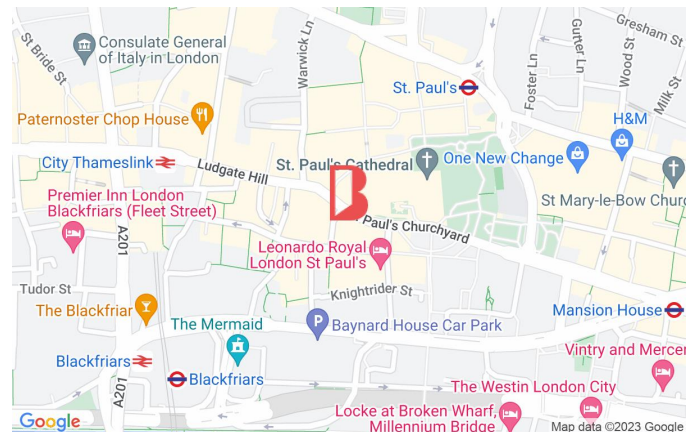 St Bride St
Consulate General
of Italy in London
Warwick Ln
Gresham St
Gutter Ln
Wood St
Milk St
Foster Ln
St. Paul's
H&M
Paternoster Chop House
City Thameslink
Ludgate Hill
St. Paul's Cathedral
One New Change
St Mary-le-Bow Churc
Premier Inn London
Blackfriars (Fleet Street)
A201
B
Paul's Churchyard
Leonardo Royal
London St Paul's
Tudor St
Knightrider St
The Blackfriar
Mansion House
The Mermaid
Baynard House Car Park
P
Blackfriars
Blackfriars
A201
Vintry and Mercer
The Westin London City
Locke at Broken Wharf,
Millennium Bridge
Google
Map data ©2023 Google